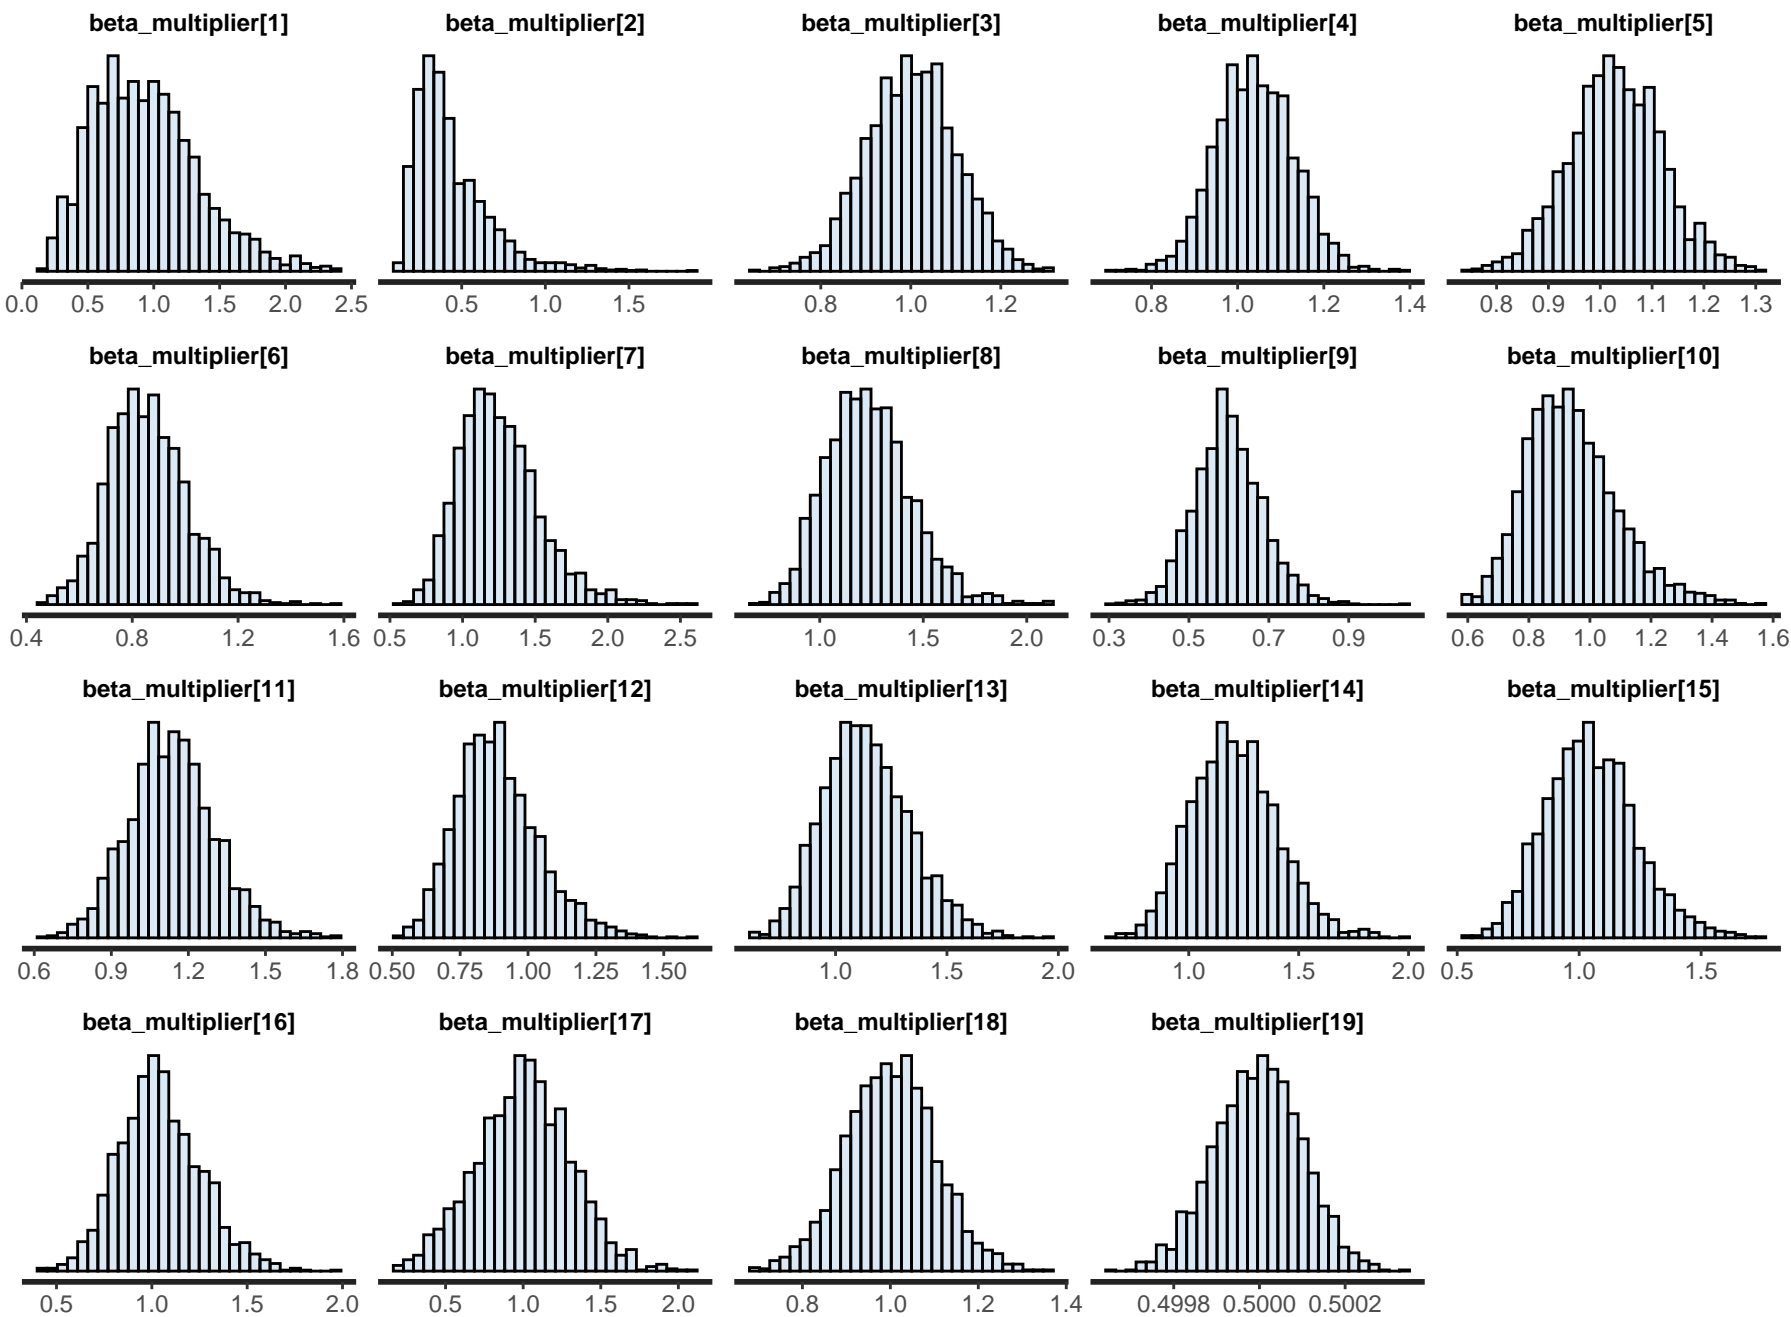 beta_multiplier[1] beta_multiplier[2] beta_multiplier[3] beta_multiplier[4] beta_multiplier[5]
0.0 0.5 1.0 1.5 2.0 2.5 0.5 1.0 1.5 0.8 1.0 1.2 0.8 1.0 1.2 1.4 0.8 0.9 1.0 1.1 1.2 1.3
beta_multiplier[6] beta_multiplier[7] beta_multiplier[8] beta_multiplier[9] beta_multiplier[10]
0.4 0.8 1.2 1.6 0.5 1.0 1.5 2.0 2.5 1.0 1.5 2.0 0.3 0.5 0.7 0.9 0.6 0.8 1.0 1.2 1.4 1.6
beta_multiplier[11] beta_multiplier[12] beta_multiplier[13] beta_multiplier[14] beta_multiplier[15]
0.6 0.9 1.2 1.5 1.8 0.50 0.75 1.00 1.25 1.50 1.0 1.5 2.0 1.0 1.5 2.0 0.5 1.0 1.5
beta_multiplier[16] beta_multiplier[17] beta_multiplier[18] beta_multiplier[19]
0.5 1.0 1.5 2.0 0.5 1.0 1.5 2.0 0.8 1.0 1.2 1.4 0.4998 0.5000 0.5002